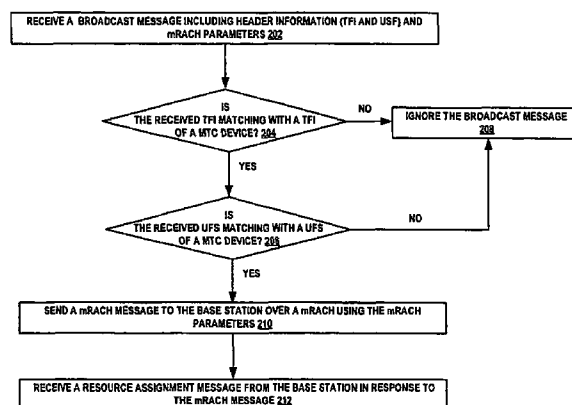 RECEIVE A BROADCAST MESSAGE INCLUDING HEADER INFORMATION (TFI AND USF) AND
mRACH PARAMETERS 202
IS
THE RECEIVED TFI MATCHING WITH A TFI
OF A MTC DEVICE? 204
NO
IGNORE THE BROADCAST MESSAGE
208
YES
IS
THE RECEIVED UFS MATCHING WITH A UFS
OF A MTC DEVICE? 206
NO
YES
SEND A mRACH MESSAGE TO THE BASE STATION OVER A mRACH USING THE mRACH
PARAMETERS 210
RECEIVE A RESOURCE ASSIGNMENT MESSAGE FROM THE BASE STATION IN RESPONSE TO
THE mRACH MESSAGE 212